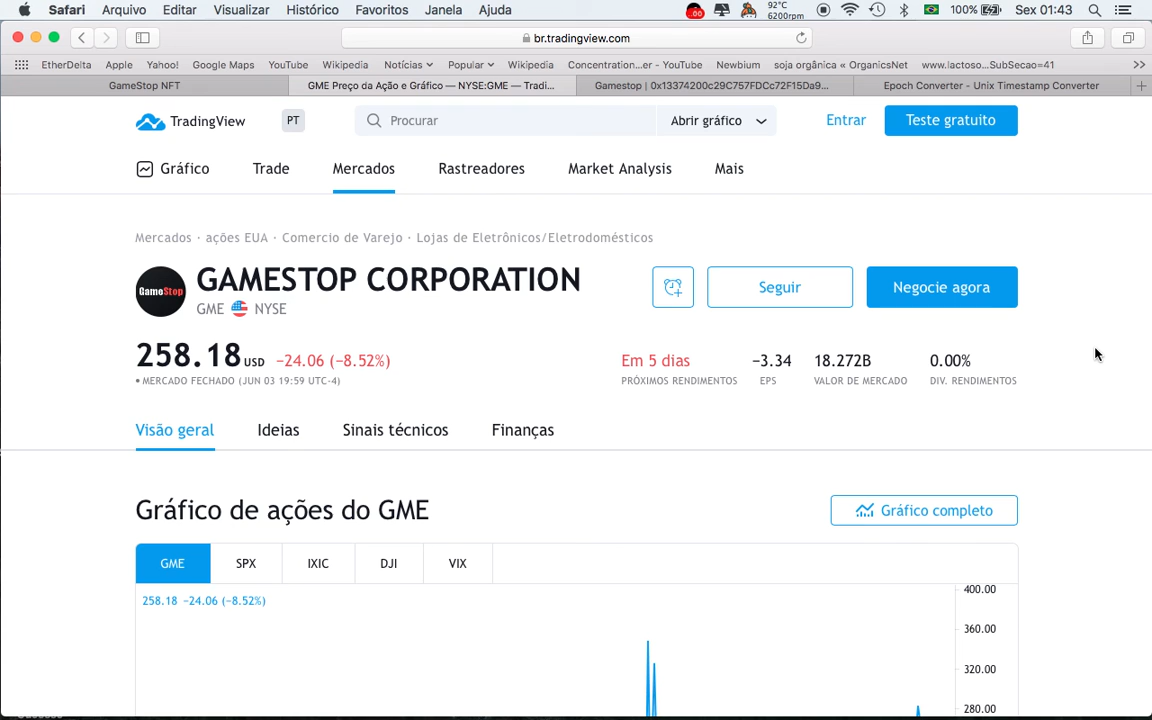 Safari Arquivo Editar Visualizar Histórico Favoritos Janela Ajuda 92°C 6200rpm 100% Sex 01:43
br.tradingview.com
EtherDelta Apple Yahoo! Google Maps YouTube Wikipedia Notícias Popular Wikipedia Concentration...er - YouTube Newbium soja orgânica ♥ OrganicsNet www.lactoso...SubSecao=41
GameStop NFT
GME Preço da Ação e Gráfico — NYSE:GME — Tradi...
Gamestop | 0x13374200c29C757FDCc72F15Da9...
Epoch Converter - Unix Timestamp Converter
TradingView PT Procurar Abrir gráfico Entrar Teste gratuito
Gráfico Trade Mercados Rastreadores Market Analysis Mais
Mercados · ações EUA · Comercio de Varejo · Lojas de Eletrônicos/Eletrodomésticos
GameStop
GAMESTOP CORPORATION
GME NYSE
Seguir
Negocie agora
258.18 USD −24.06 (−8.52%)
• MERCADO FECHADO (JUN 03 19:59 UTC-4)
Em 5 dias −3.34 18.272B 0.00%
PRÓXIMOS RENDIMENTOS EPS VALOR DE MERCADO DIV. RENDIMENTOS
Visão geral Ideias Sinais técnicos Finanças
Gráfico de ações do GME
Gráfico completo
GME SPX IXIC DJI VIX
258.18 −24.06 (−8.52%)
400.00
360.00
320.00
280.00